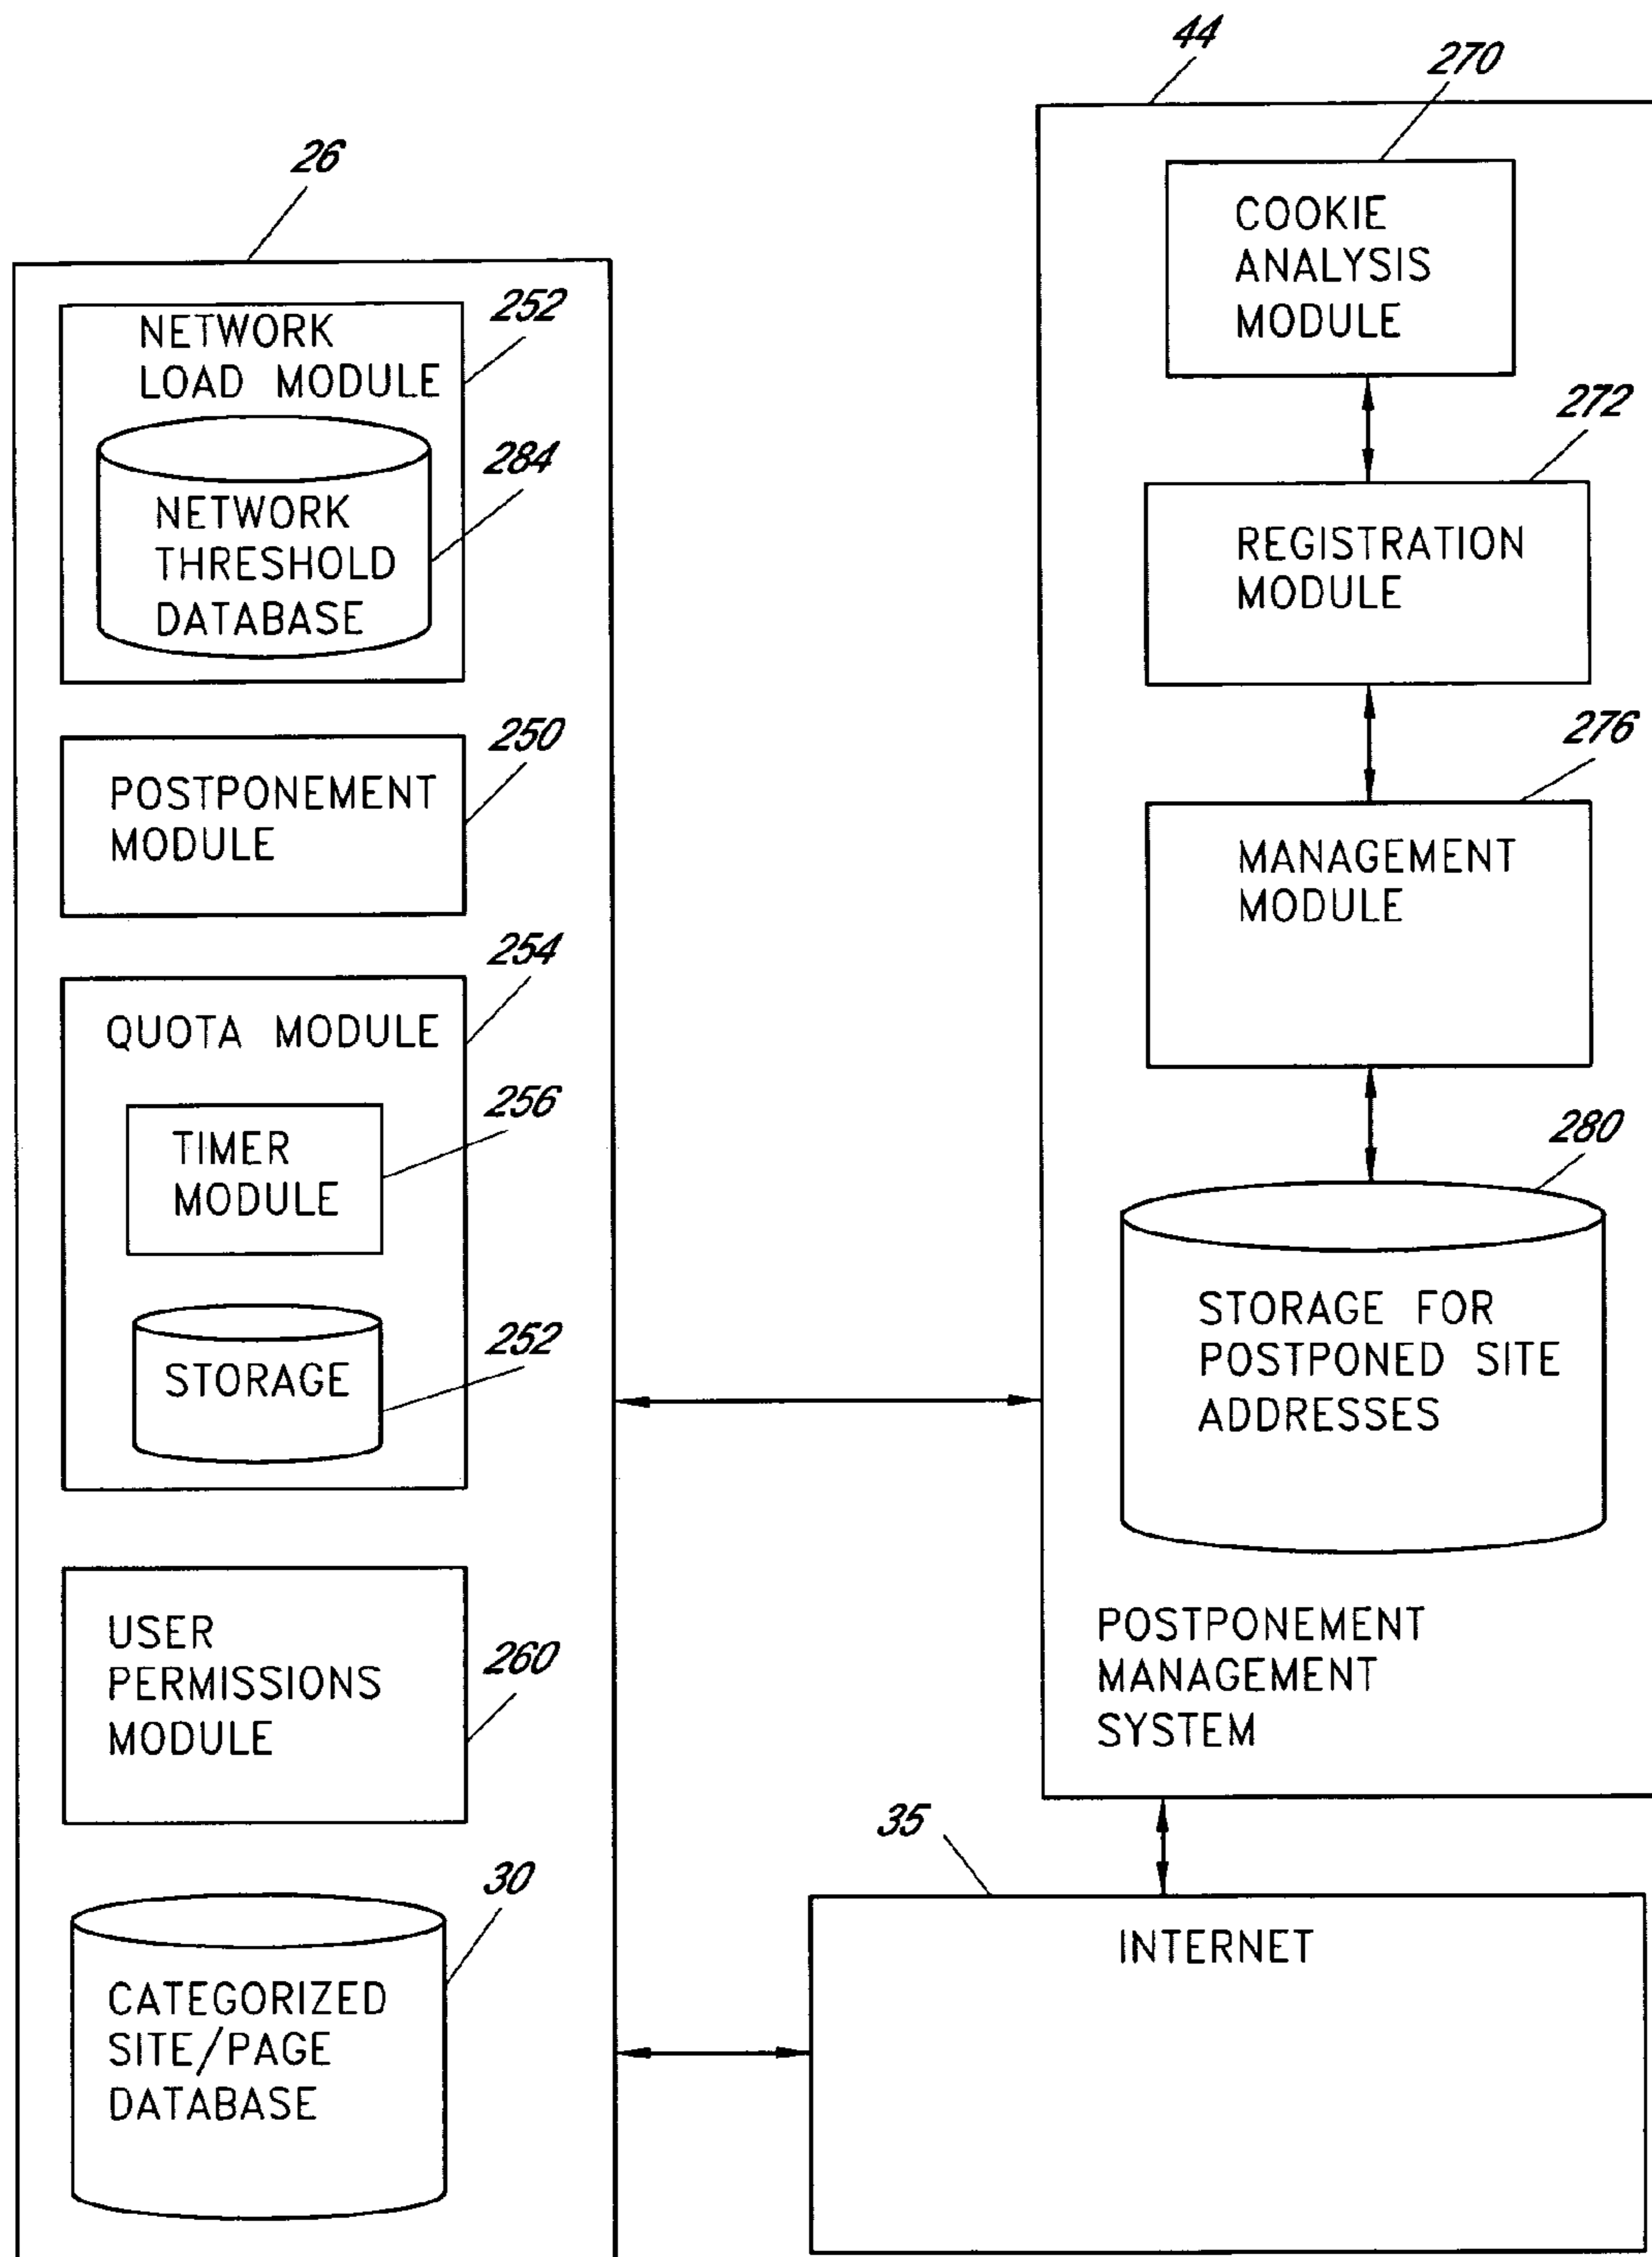 26
NETWORK
LOAD MODULE
252
NETWORK
THRESHOLD
DATABASE
284
POSTPONEMENT
MODULE
250
QUOTA MODULE
254
TIMER
MODULE
256
STORAGE
252
USER
PERMISSIONS
MODULE
260
CATEGORIZED
SITE/PAGE
DATABASE
30
44
COOKIE
ANALYSIS
MODULE
270
REGISTRATION
MODULE
272
MANAGEMENT
MODULE
276
STORAGE FOR
POSTPONED SITE
ADDRESSES
280
POSTPONEMENT
MANAGEMENT
SYSTEM
35
INTERNET